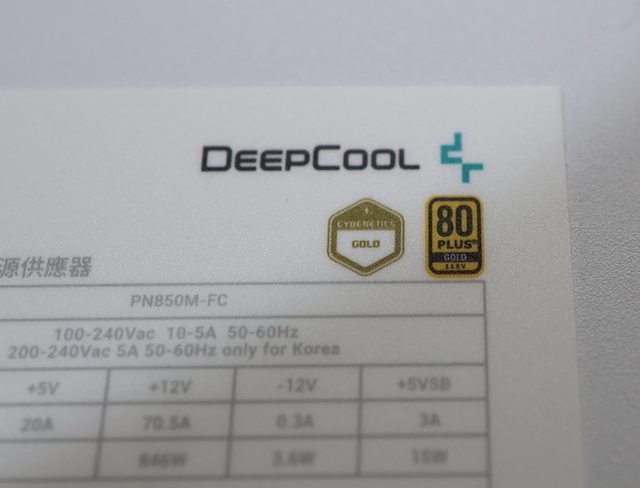 DEEPCOOL
CYBENETICS
GOLD
80
PLUS
GOLD
115V
源供應器
PN850M-FC
100-240Vac 10-5A 50-60Hz
200-240Vac 5A 50-60Hz only for Korea
+5V +12V -12V +5VSB
20A 70.5A 0.3A 3A
846W 3.6W 15W